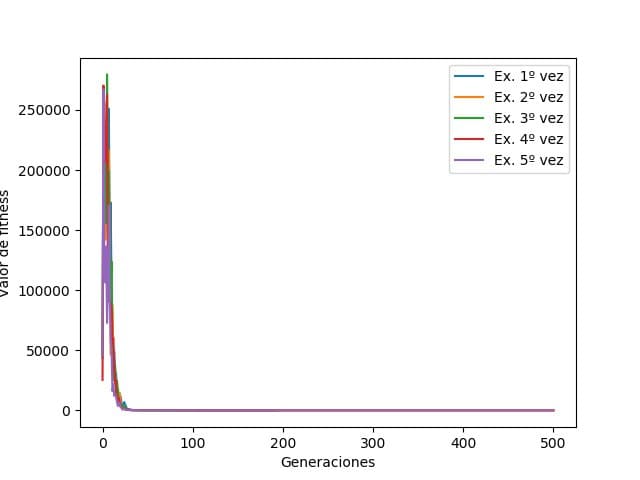 Ex. 1º vez
Ex. 2º vez
Ex. 3º vez
Ex. 4º vez
Ex. 5º vez
250000
200000
150000
100000
50000
0
Valor de fitness
0 100 200 300 400 500
Generaciones